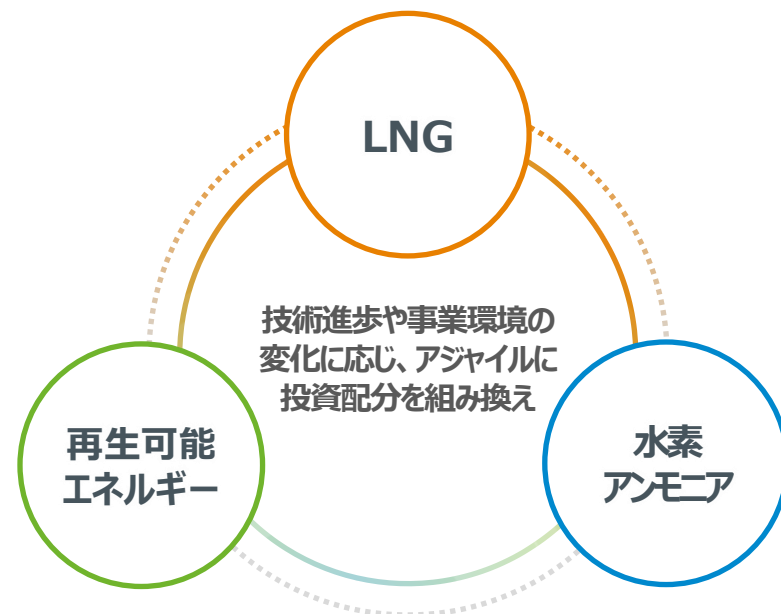 LNG
技術進歩や事業環境の
変化に応じ、アジャイルに
投資配分を組み換え
再生可能
エネルギー
水素
アンモニア